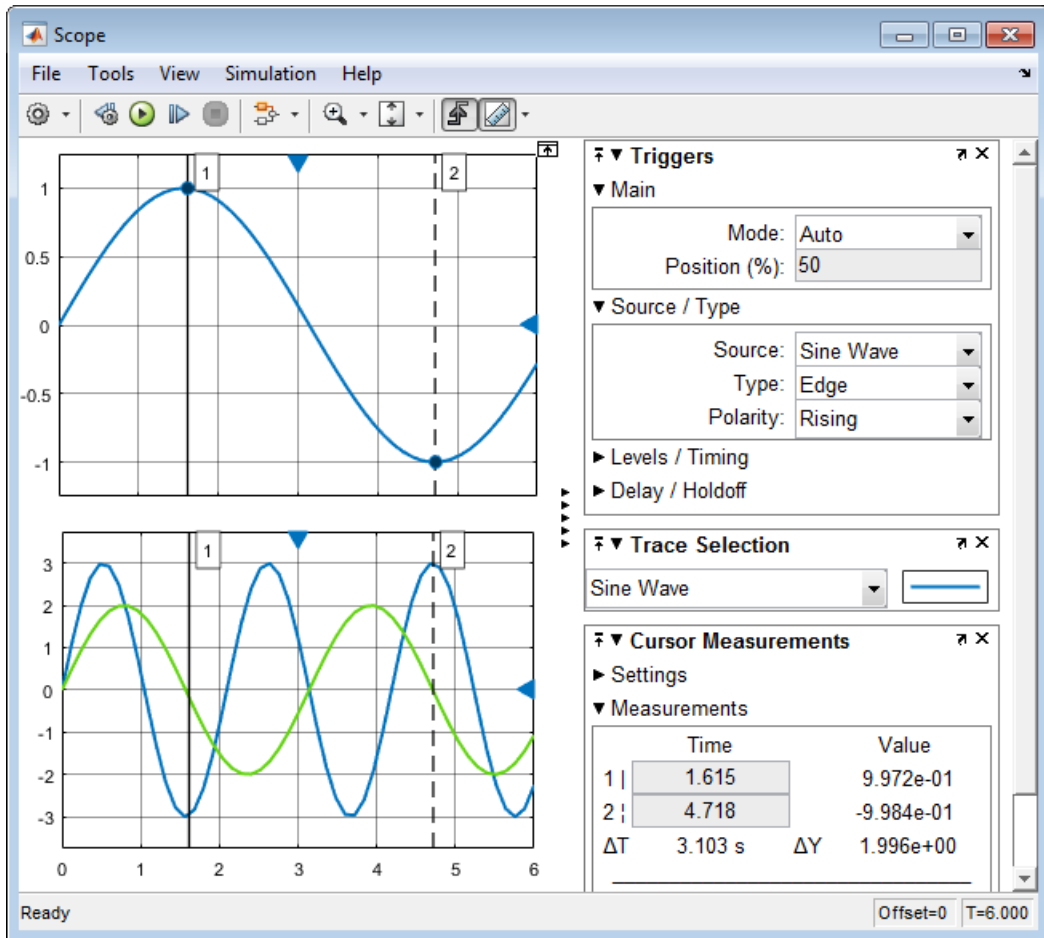 Scope
File Tools View Simulation Help
1 2
1
0.5
0
-0.5
-1
1 2
3
2
1
0
-1
-2
-3
0 1 2 3 4 5 6
Triggers
Main
Mode: Auto
Position (%): 50
Source / Type
Source: Sine Wave
Type: Edge
Polarity: Rising
Levels / Timing
Delay / Holdoff
Trace Selection
Sine Wave
Cursor Measurements
Settings
Measurements
Time Value
1 | 1.615 9.972e-01
2 ¦ 4.718 -9.984e-01
ΔT 3.103 s ΔY 1.996e+00
Ready Offset=0 T=6.000